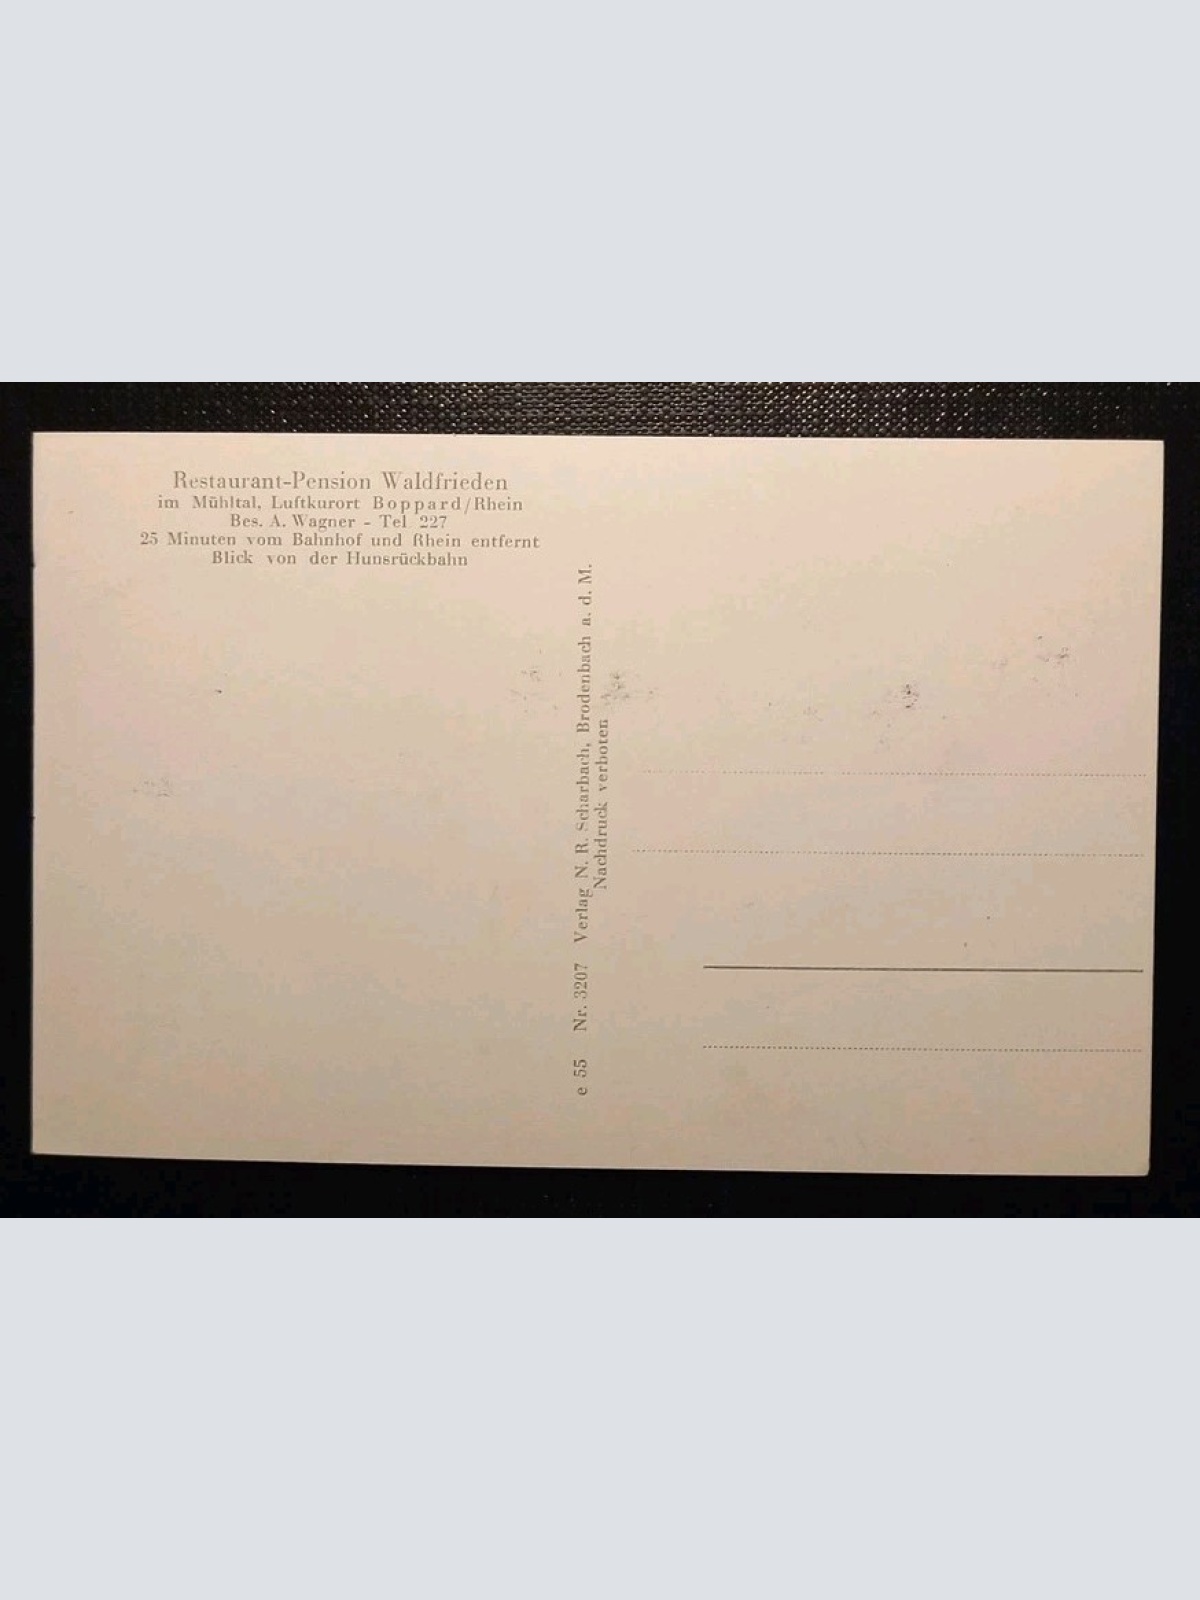 Restaurant-Pension Waldfrieden
im Mühltal, Luftkurort Boppard/Rhein
Bes. A. Wagner - Tel 227
25 Minuten vom Bahnhof und Rhein entfernt
Blick von der Hunsrückbahn
e 55 Nr. 3207 Verlag N. R. Scharbach, Brodenbach a. d. M.
Nachdruck verboten